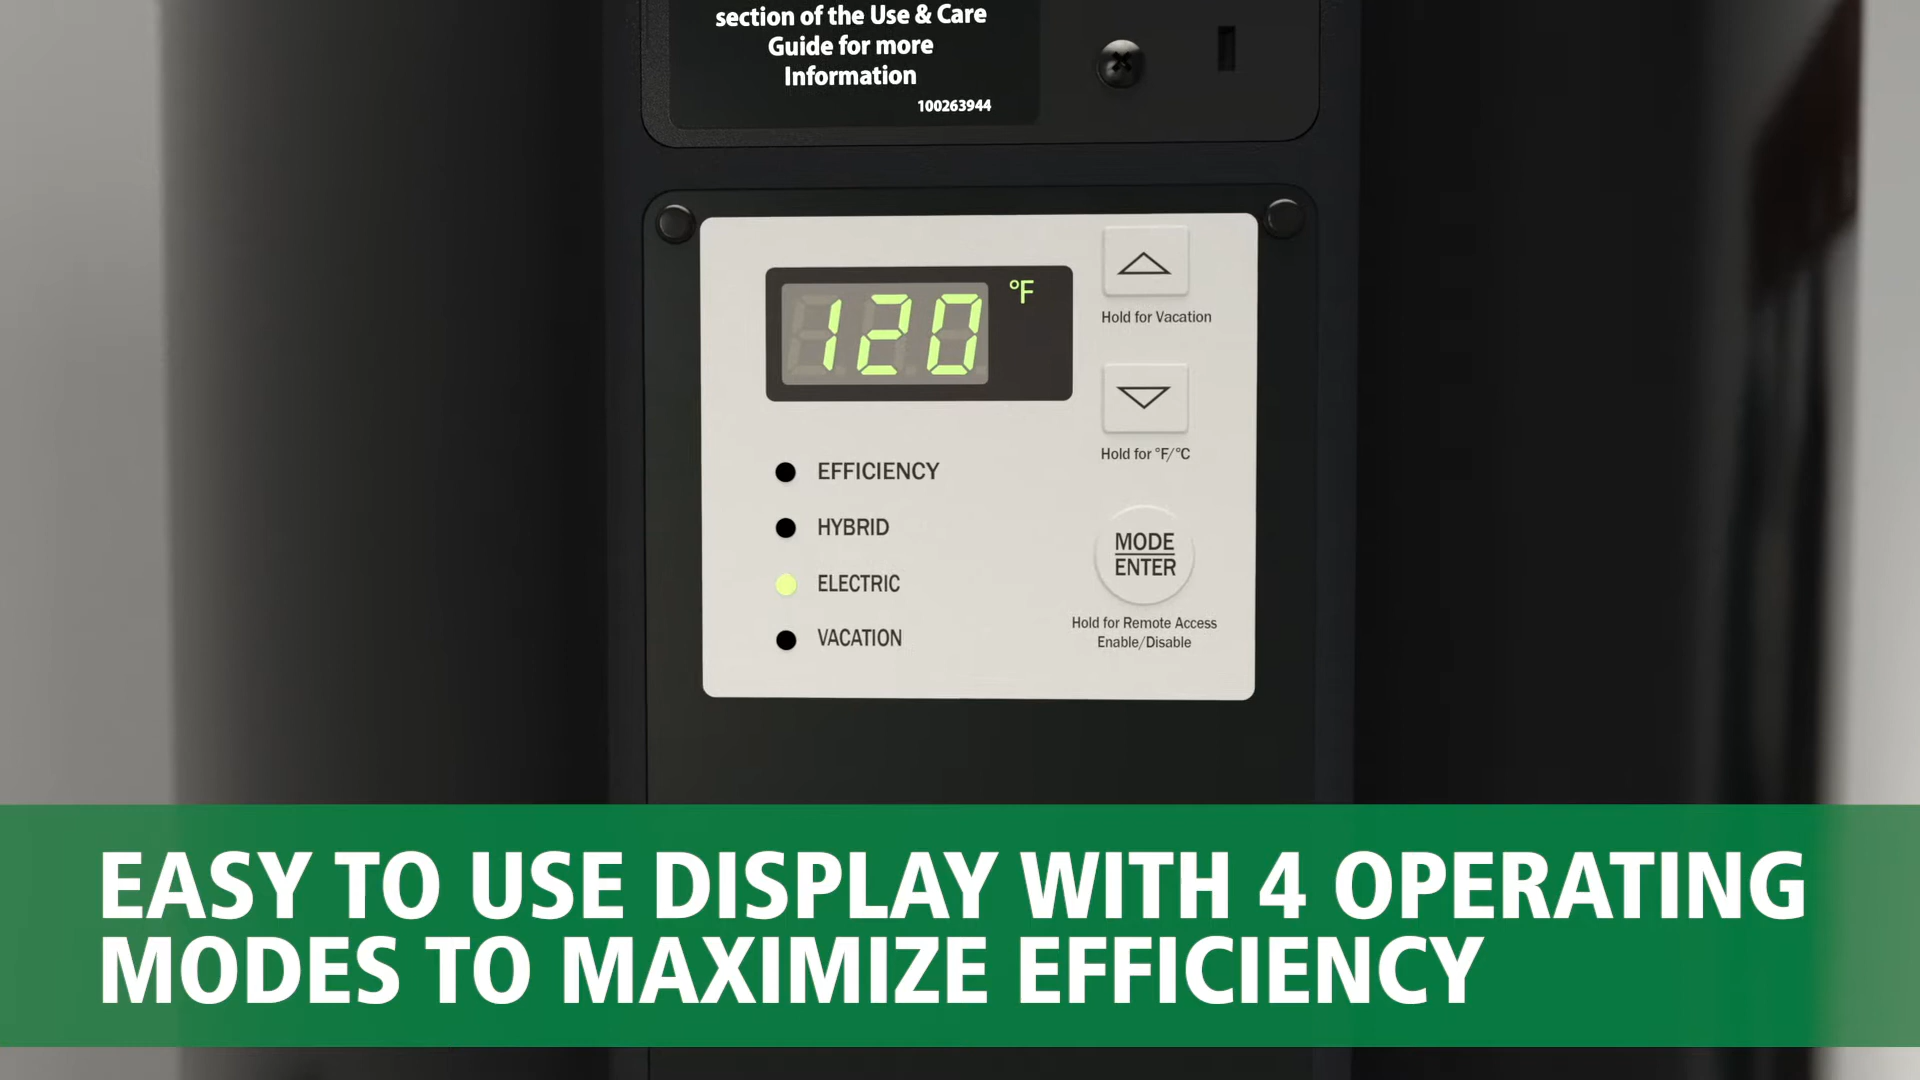 section of the Use & Care
Guide for more
Information
100263944
120 °F
Hold for Vacation
Hold for °F/°C
EFFICIENCY
HYBRID
ELECTRIC
VACATION
MODE
ENTER
Hold for Remote Access
Enable/Disable
EASY TO USE DISPLAY WITH 4 OPERATING
MODES TO MAXIMIZE EFFICIENCY